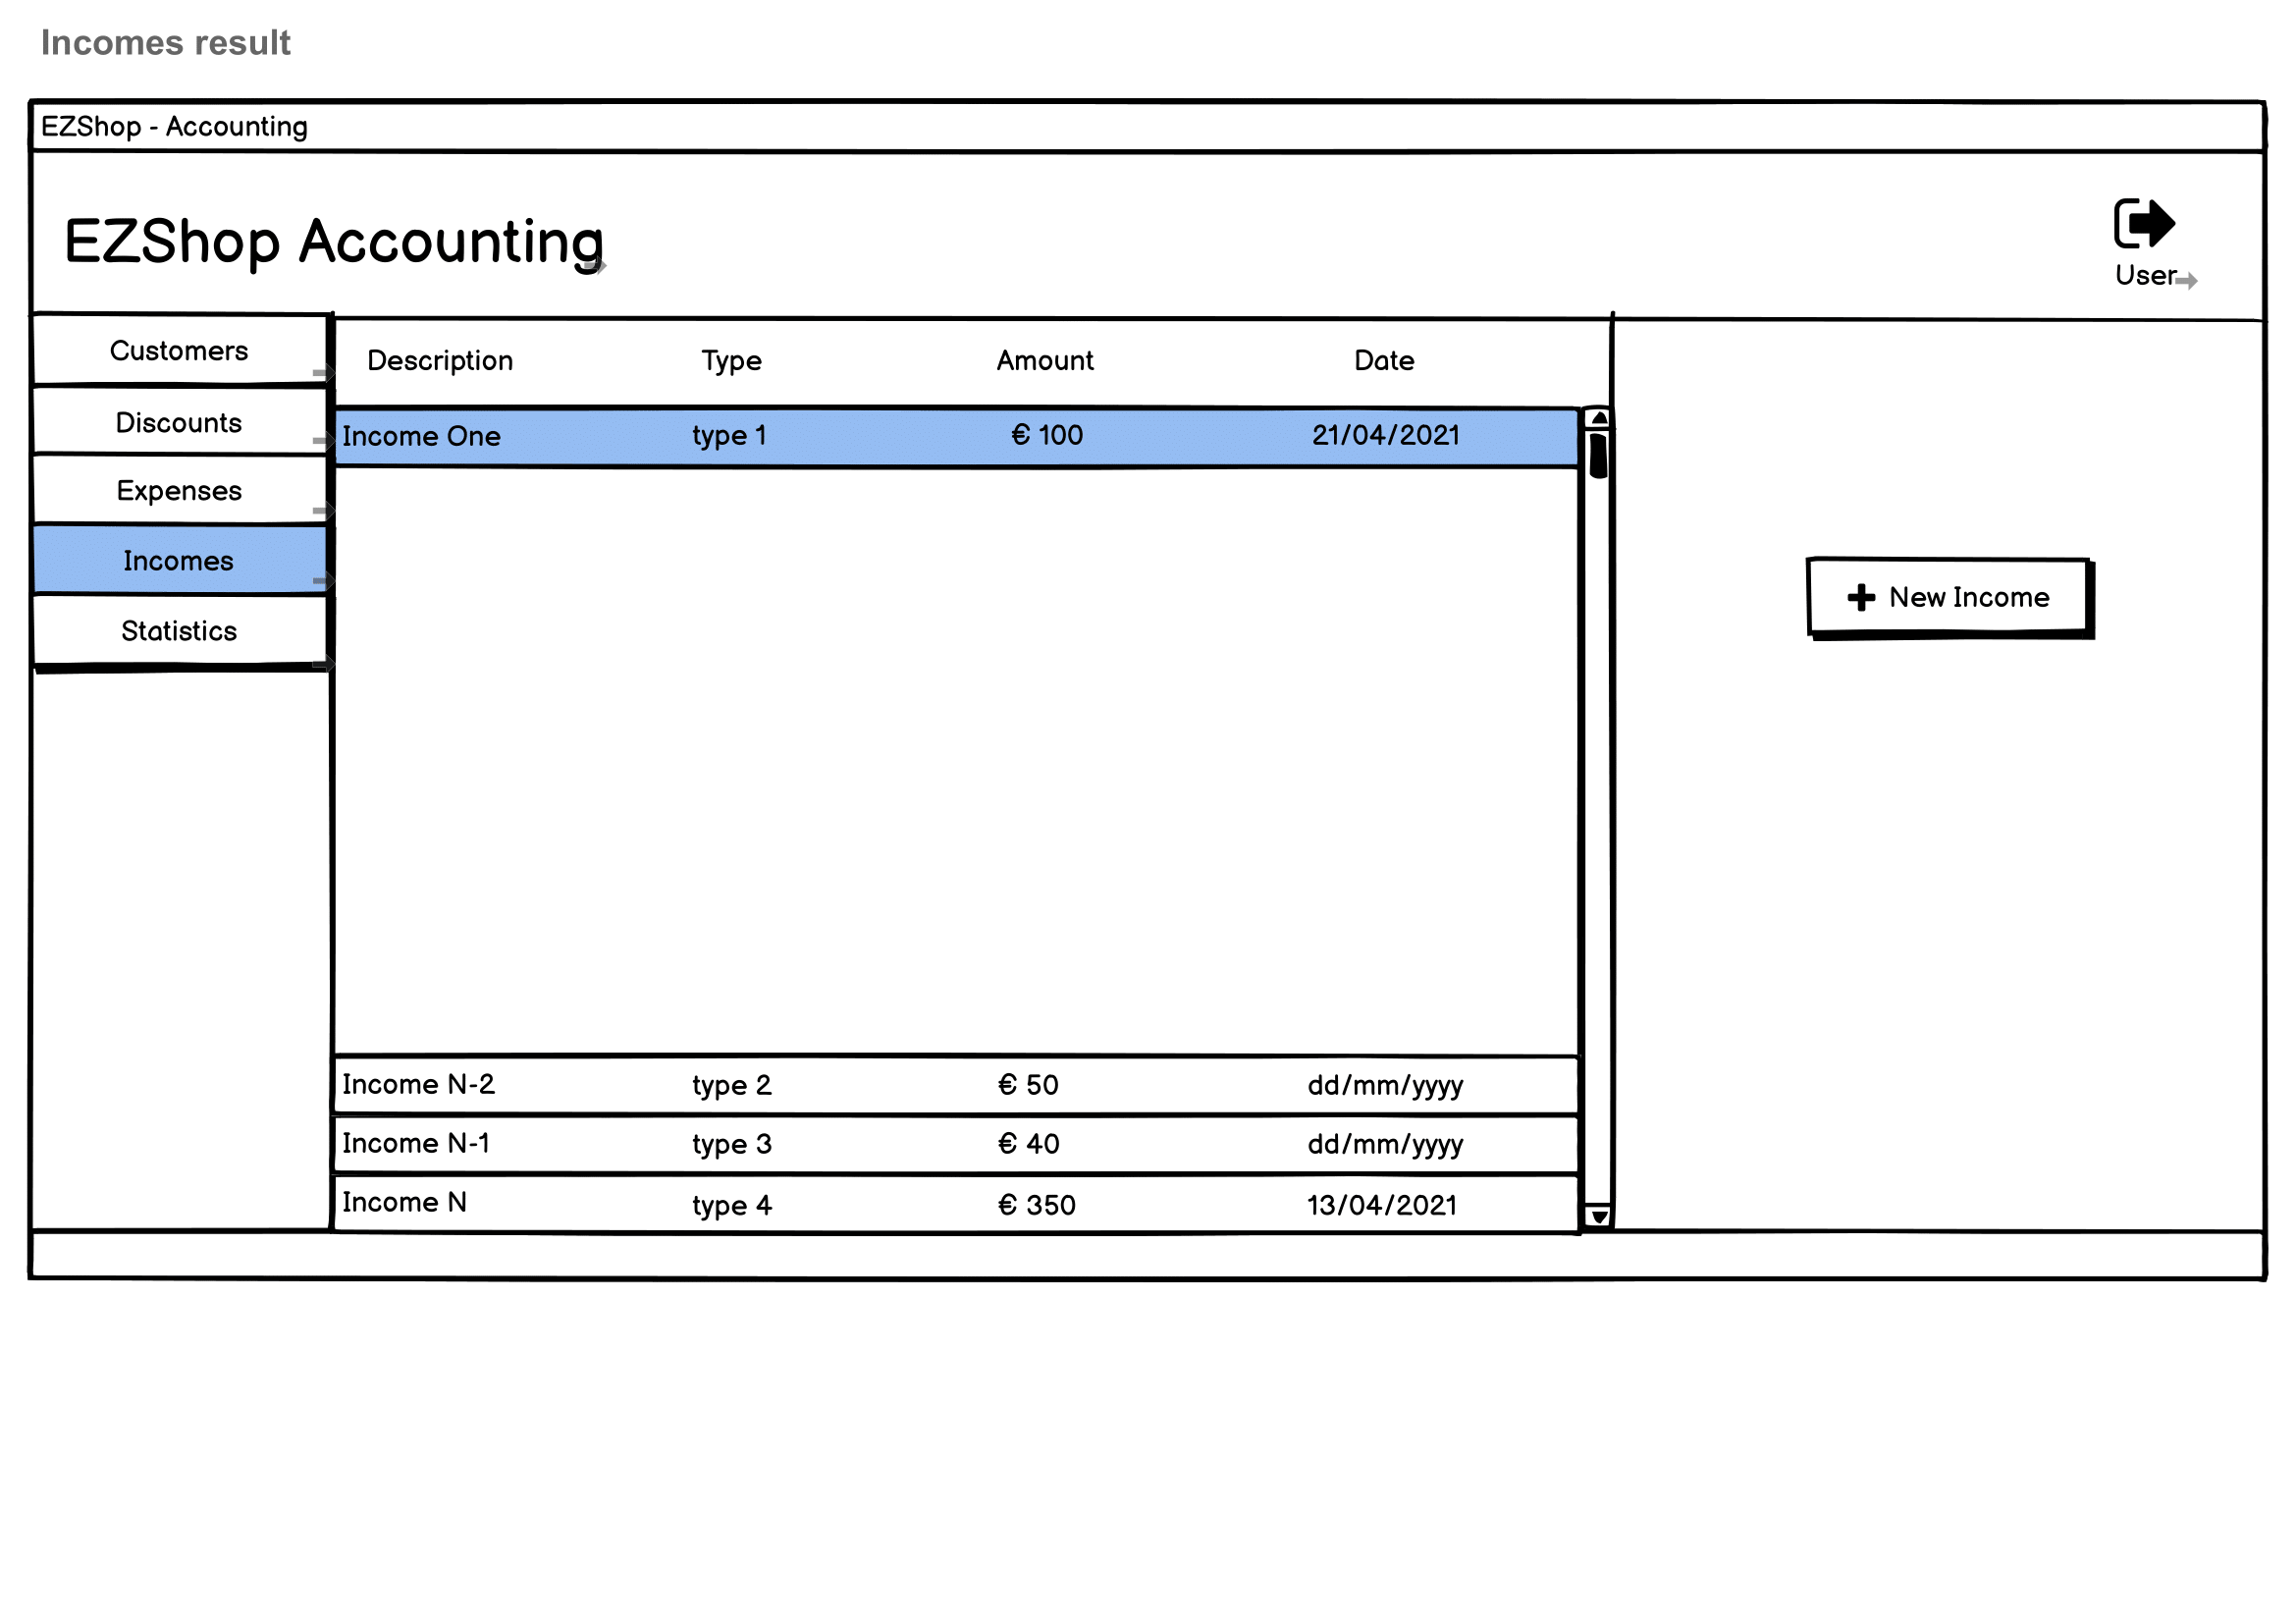 Incomes result
EZShop - Accounting
EZShop Accounting
User
Customers
Discounts
Expenses
Incomes
Statistics
Description Type Amount Date
Income One type 1 € 100 21/04/2021
New Income
Income N-2 type 2 € 50 dd/mm/yyyy
Income N-1 type 3 € 40 dd/mm/yyyy
Income N type 4 € 350 13/04/2021